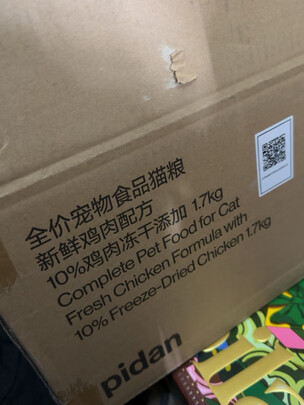 全价宠物食品猫粮
新鲜鸡肉配方
10%鸡肉冻干添加 1.7kg
Complete Pet Food for Cat
Fresh Chicken Formula with
10% Freeze-Dried Chicken 1.7kg
pidan